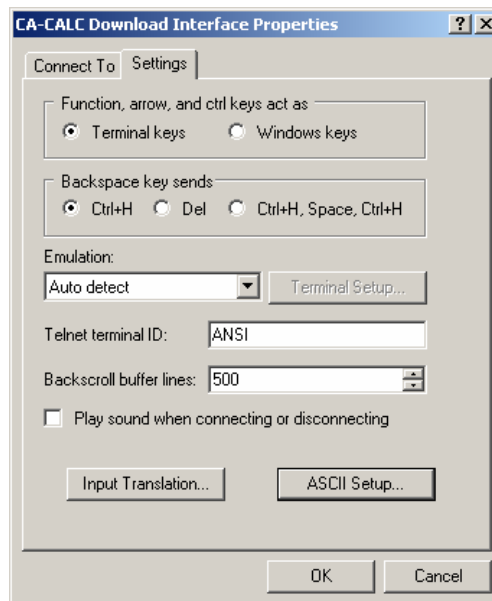 CA-CALC Download Interface Properties
Connect To Settings
Function, arrow, and ctrl keys act as
Terminal keys Windows keys
Backspace key sends
Ctrl+H Del Ctrl+H, Space, Ctrl+H
Emulation:
Auto detect Terminal Setup...
Telnet terminal ID: ANSI
Backscroll buffer lines: 500
Play sound when connecting or disconnecting
Input Translation... ASCII Setup...
OK Cancel